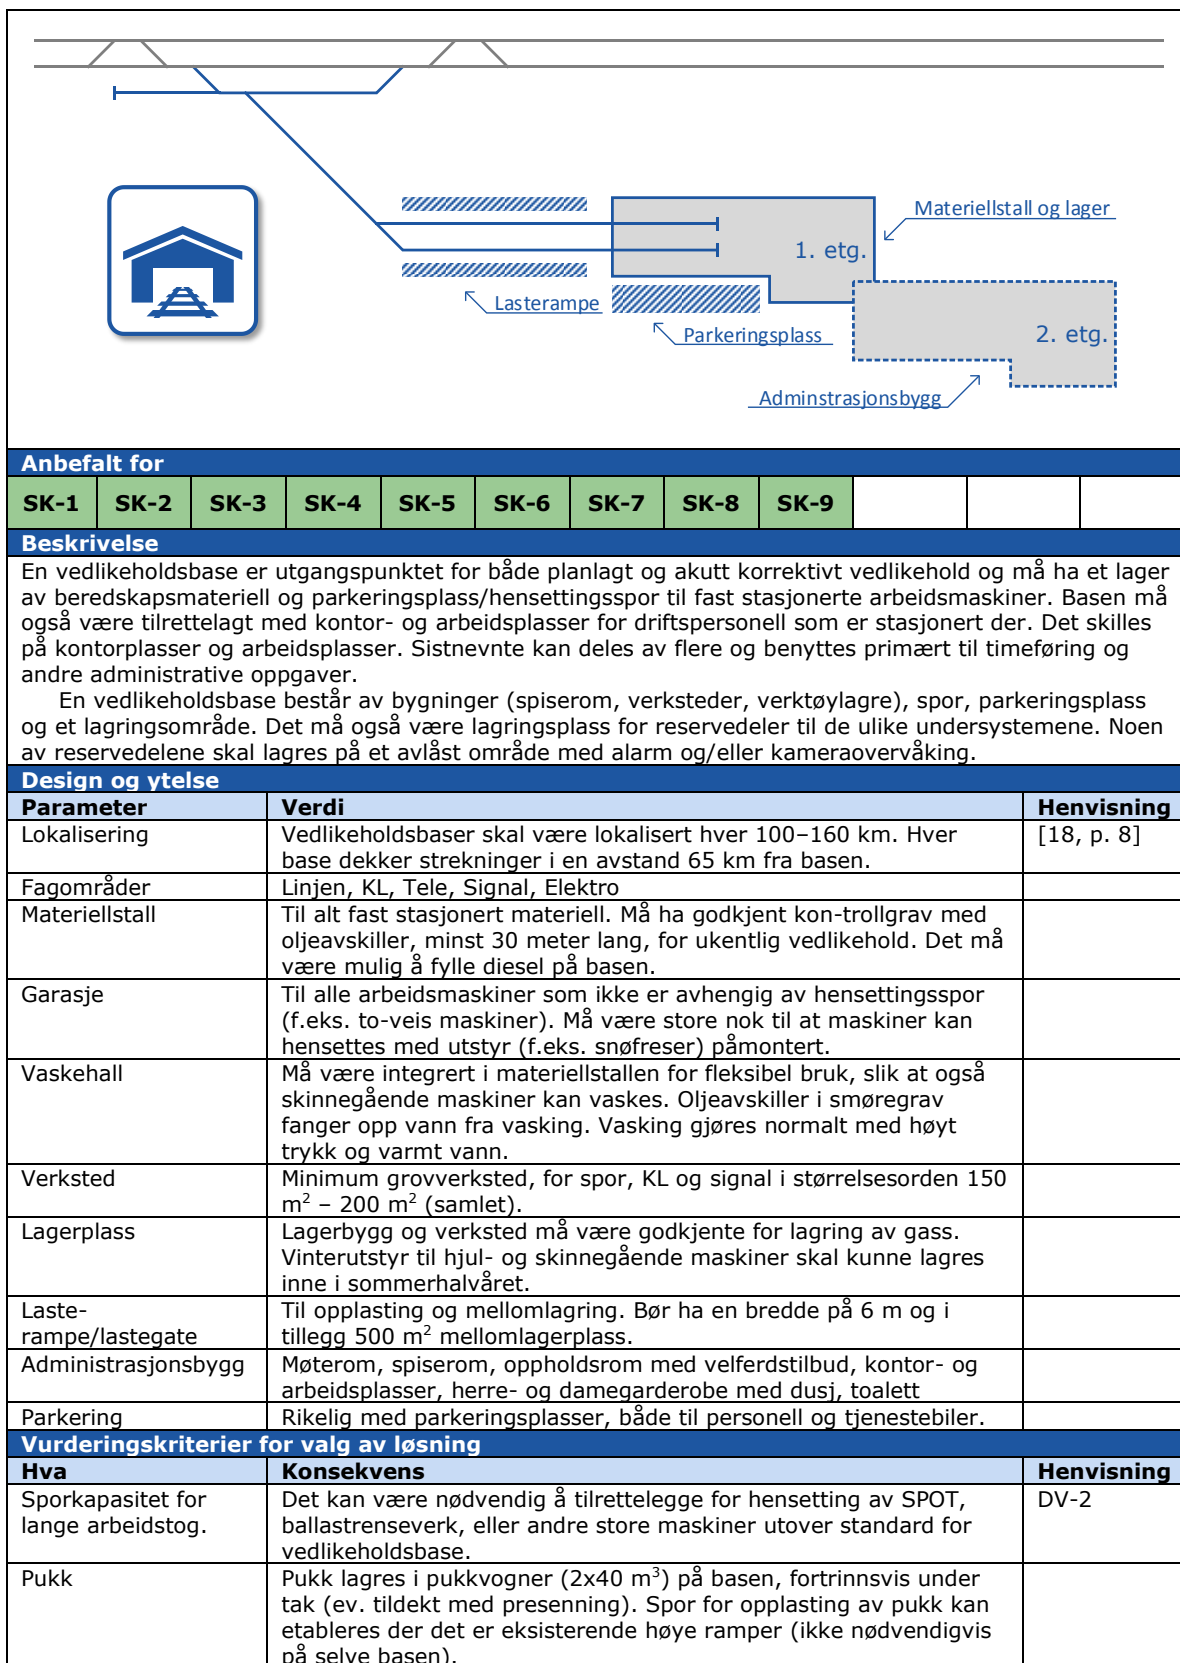 Materiellstall og lager
1. etg.
Lasterampe
Parkeringsplass
2. etg.
Adminstrasjonsbygg
Anbefalt for
SK-1 SK-2 SK-3 SK-4 SK-5 SK-6 SK-7 SK-8 SK-9
Beskrivelse
En vedlikeholdsbase er utgangspunktet for både planlagt og akutt korrektivt vedlikehold og må ha et lager
av beredskapsmateriell og parkeringsplass/hensettingsspor til fast stasjonerte arbeidsmaskiner. Basen må
også være tilrettelagt med kontor- og arbeidsplasser for driftspersonell som er stasjonert der. Det skilles
på kontorplasser og arbeidsplasser. Sistnevnte kan deles av flere og benyttes primært til timeføring og
andre administrative oppgaver.
En vedlikeholdsbase består av bygninger (spiserom, verksteder, verktøylagre), spor, parkeringsplass
og et lagringsområde. Det må også være lagringsplass for reservedeler til de ulike undersystemene. Noen
av reservedelene skal lagres på et avlåst område med alarm og/eller kameraovervåking.
Design og ytelse
Parameter Verdi Henvisning
Lokalisering Vedlikeholdsbaser skal være lokalisert hver 100–160 km. Hver [18, p. 8]
base dekker strekninger i en avstand 65 km fra basen.
Fagområder Linjen, KL, Tele, Signal, Elektro
Materiellstall Til alt fast stasjonert materiell. Må ha godkjent kon-trollgrav med
oljeavskiller, minst 30 meter lang, for ukentlig vedlikehold. Det må
være mulig å fylle diesel på basen.
Garasje Til alle arbeidsmaskiner som ikke er avhengig av hensettingsspor
(f.eks. to-veis maskiner). Må være store nok til at maskiner kan
hensettes med utstyr (f.eks. snøfreser) påmontert.
Vaskehall Må være integrert i materiellstallen for fleksibel bruk, slik at også
skinnegående maskiner kan vaskes. Oljeavskiller i smøregrav
fanger opp vann fra vasking. Vasking gjøres normalt med høyt
trykk og varmt vann.
Verksted Minimum grovverksted, for spor, KL og signal i størrelsesorden 150
m² – 200 m² (samlet).
Lagerplass Lagerbygg og verksted må være godkjente for lagring av gass.
Vinterutstyr til hjul- og skinnegående maskiner skal kunne lagres
inne i sommerhalvåret.
Laste- Til opplasting og mellomlagring. Bør ha en bredde på 6 m og i
rampe/lastegate tillegg 500 m² mellomlagerplass.
Administrasjonsbygg Møterom, spiserom, oppholdsrom med velferdstilbud, kontor- og
arbeidsplasser, herre- og damegarderobe med dusj, toalett
Parkering Rikelig med parkeringsplasser, både til personell og tjenestebiler.
Vurderingskriterier for valg av løsning
Hva Konsekvens Henvisning
Sporkapasitet for Det kan være nødvendig å tilrettelegge for hensetting av SPOT, DV-2
lange arbeidstog. ballastrenseverk, eller andre store maskiner utover standard for
vedlikeholdsbase.
Pukk Pukk lagres i pukkvogner (2x40 m³) på basen, fortrinnsvis under
tak (ev. tildekt med presenning). Spor for opplasting av pukk kan
etableres der det er eksisterende høye ramper (ikke nødvendigvis
på selve basen).